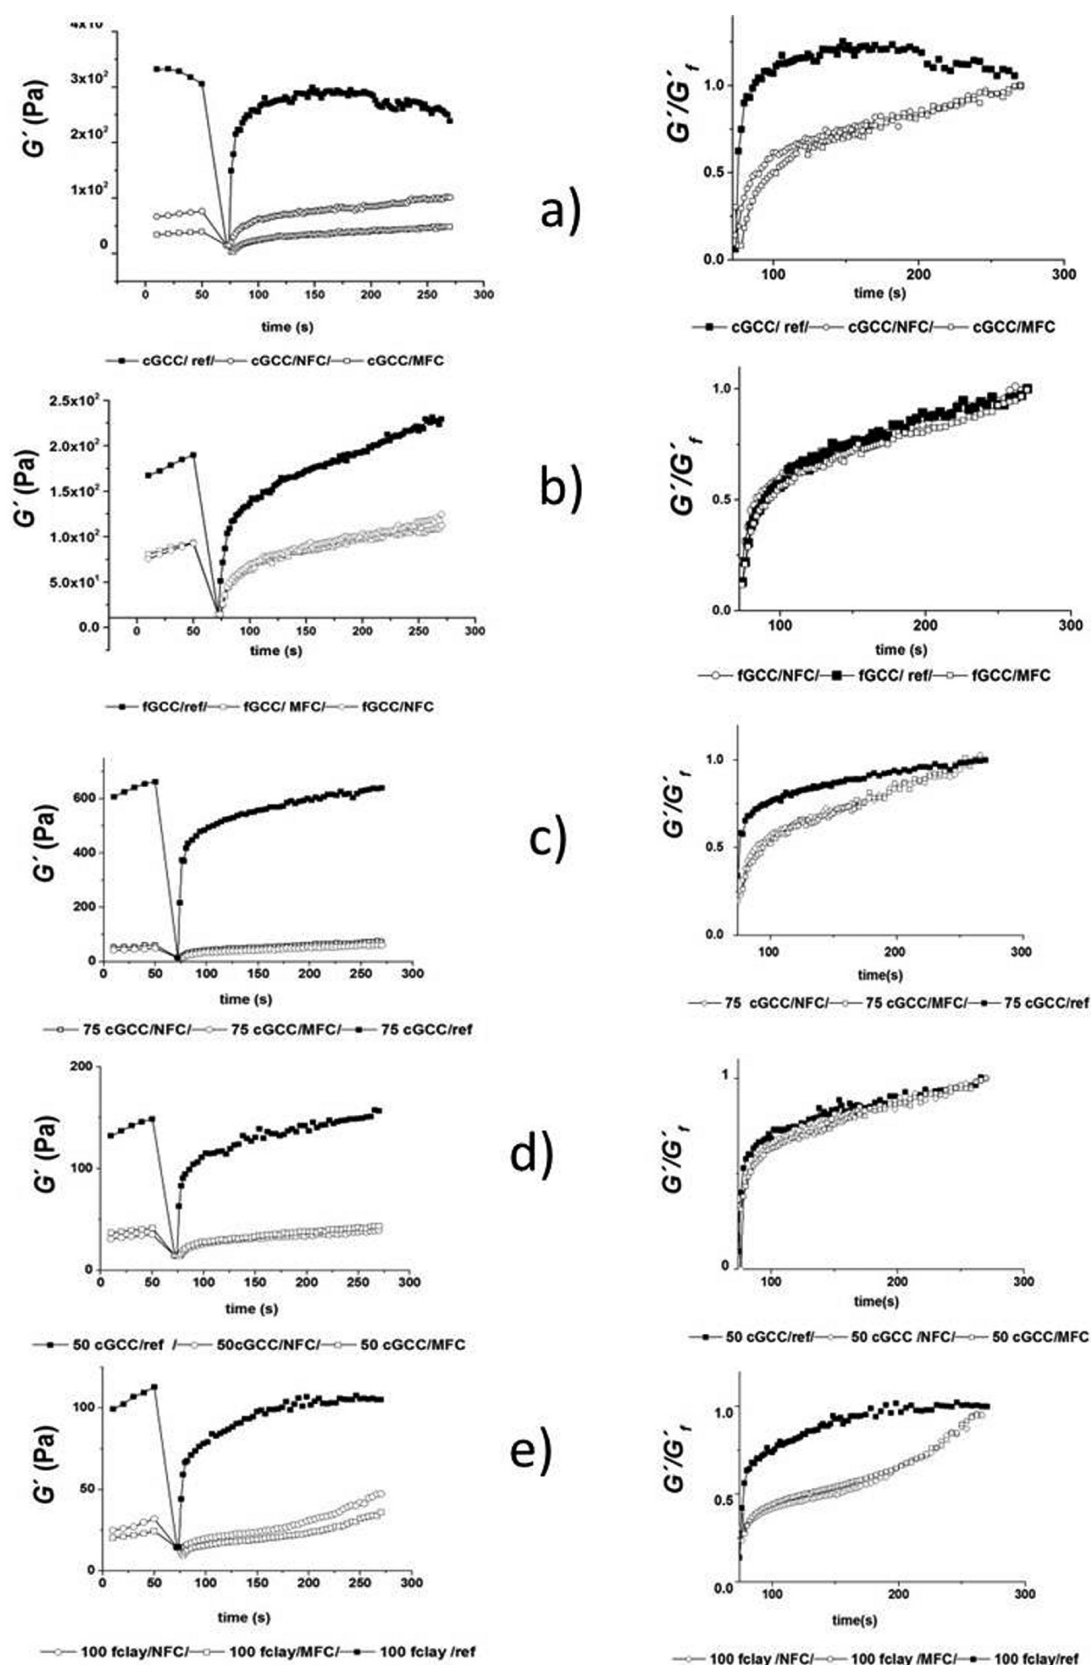 4x10
3x10²
2x10²
1x10²
0
G´ (Pa)
0 50 100 150 200 250 300
time (s)
cGCC/ ref/ cGCC/NFC/ cGCC/MFC
a)
G´/G´f
1.0
0.5
0.0
100 200 300
time (s)
cGCC/ ref/ cGCC/NFC/ cGCC/MFC
2.5x10²
2.0x10²
1.5x10²
1.0x10²
5.0x10¹
0.0
G´ (Pa)
0 50 100 150 200 250 300
time (s)
fGCC/ref/ fGCC/ MFC/ fGCC/NFC
b)
G´/G´f
1.0
0.5
0.0
100 200 300
time (s)
fGCC/NFC/ fGCC/ ref/ fGCC/MFC
600
400
200
0
G´ (Pa)
0 50 100 150 200 250 300
time (s)
75 cGCC/NFC/ 75 cGCC/MFC/ 75 cGCC/ref
c)
G´/G´f
1.0
0.5
0.0
100 200 300
time(s)
75 cGCC/NFC/ 75 cGCC/MFC/ 75 cGCC/ref
200
100
0
G´ (Pa)
0 50 100 150 200 250 300
time (s)
50 cGCC/ref / 50cGCC/NFC/ 50 cGCC/MFC
d)
G´/G´f
1
0
100 200 300
time(s)
50 cGCC/ref/ 50 cGCC /NFC/ 50 cGCC/MFC
100
50
0
G´ (Pa)
0 50 100 150 200 250 300
time (s)
100 fclay/NFC/ 100 fclay/MFC/ 100 fclay /ref
e)
G´/G´f
1.0
0.5
0.0
100 200 300
time(s)
100 fclay /NFC/ 100 fclay /MFC/ 100 fclay/ref